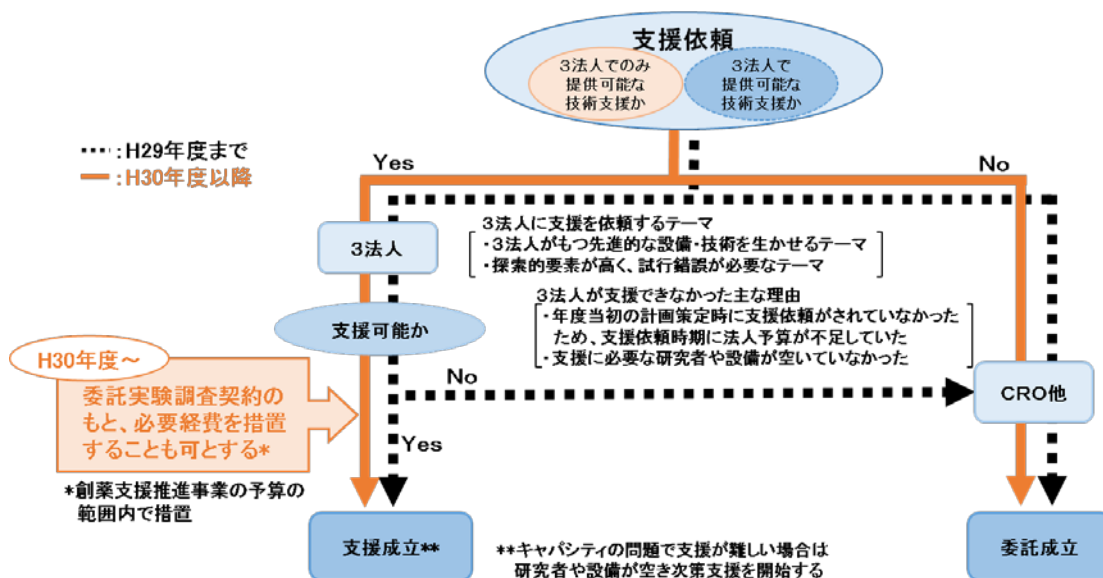 支援依頼
3法人でのみ
提供可能な
技術支援か
3法人で
提供可能な
技術支援か
:H29年度まで
:H30年度以降
Yes
No
3法人
3法人に支援を依頼するテーマ
・3法人がもつ先進的な設備・技術を生かせるテーマ
・探索的要素が高く、試行錯誤が必要なテーマ
支援可能か
3法人が支援できなかった主な理由
・年度当初の計画策定時に支援依頼がされていなかった
ため、支援依頼時期に法人予算が不足していた
・支援に必要な研究者や設備が空いていなかった
H30年度～
委託実験調査契約の
もと、必要経費を措置
することも可とする*
No
CRO他
Yes
*創薬支援推進事業の予算の
範囲内で措置
支援成立**
**キャパシティの問題で支援が難しい場合は
研究者や設備が空き次第支援を開始する
委託成立